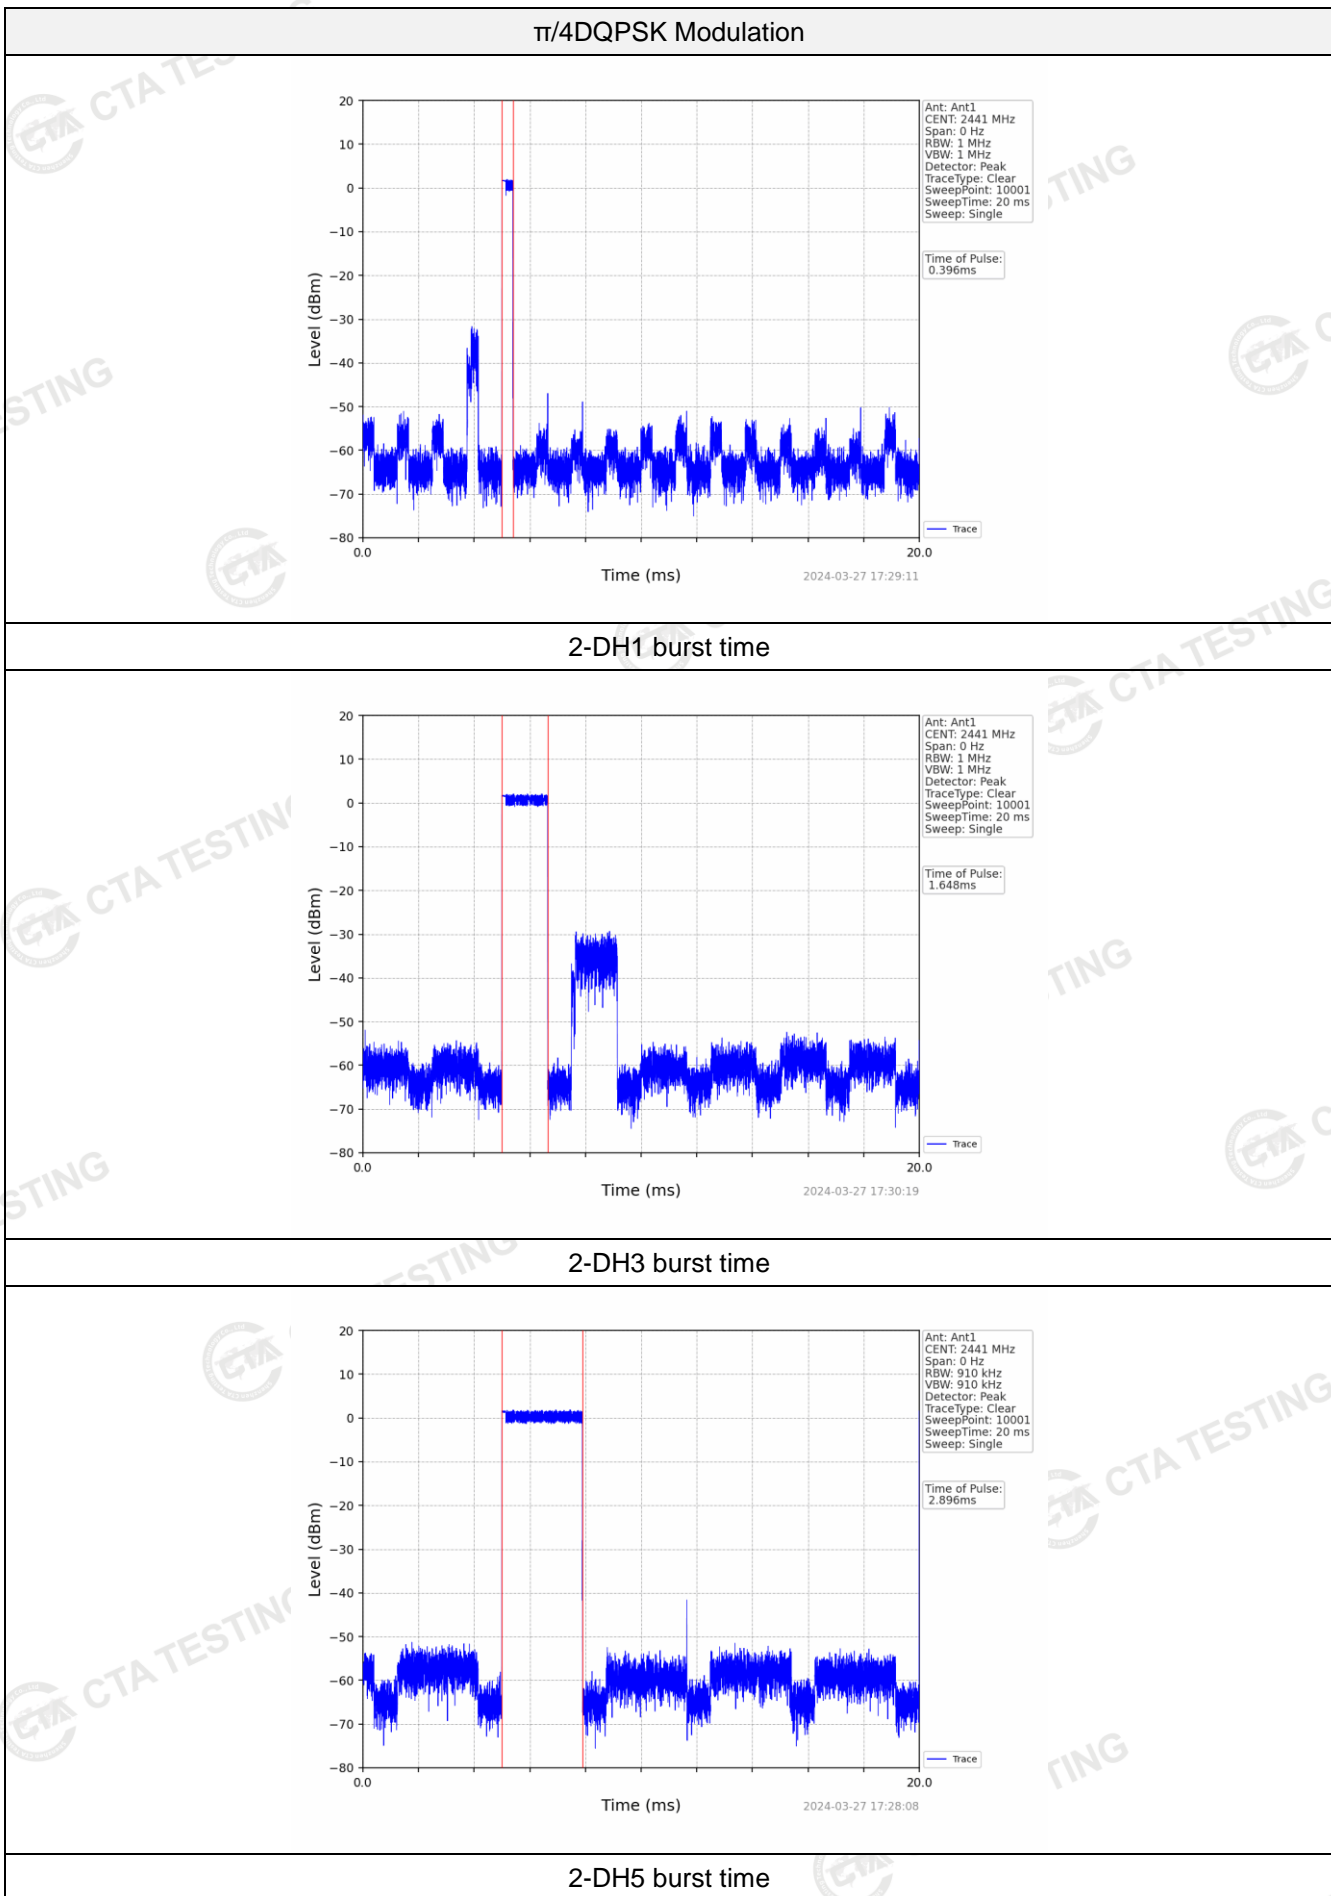 π/4DQPSK Modulation
CTA TESTING
Ant: Ant1
CENT: 2441 MHz
Span: 0 Hz
RBW: 1 MHz
VBW: 1 MHz
Detector: Peak
TraceType: Clear
SweepPoint: 10001
SweepTime: 20 ms
Sweep: Single
Time of Pulse:
0.396ms
Level (dBm)
20
10
0
−10
−20
−30
−40
−50
−60
−70
−80
0.0
20.0
Time (ms)
Trace
2024-03-27 17:29:11
2-DH1 burst time
CTA TESTING
Ant: Ant1
CENT: 2441 MHz
Span: 0 Hz
RBW: 1 MHz
VBW: 1 MHz
Detector: Peak
TraceType: Clear
SweepPoint: 10001
SweepTime: 20 ms
Sweep: Single
Time of Pulse:
1.648ms
Level (dBm)
20
10
0
−10
−20
−30
−40
−50
−60
−70
−80
0.0
20.0
Time (ms)
Trace
2024-03-27 17:30:19
CTA TESTING
2-DH3 burst time
Ant: Ant1
CENT: 2441 MHz
Span: 0 Hz
RBW: 910 kHz
VBW: 910 kHz
Detector: Peak
TraceType: Clear
SweepPoint: 10001
SweepTime: 20 ms
Sweep: Single
Time of Pulse:
2.896ms
Level (dBm)
20
10
0
−10
−20
−30
−40
−50
−60
−70
−80
0.0
20.0
Time (ms)
Trace
2024-03-27 17:28:08
CTA TESTING
CTA TESTING
2-DH5 burst time